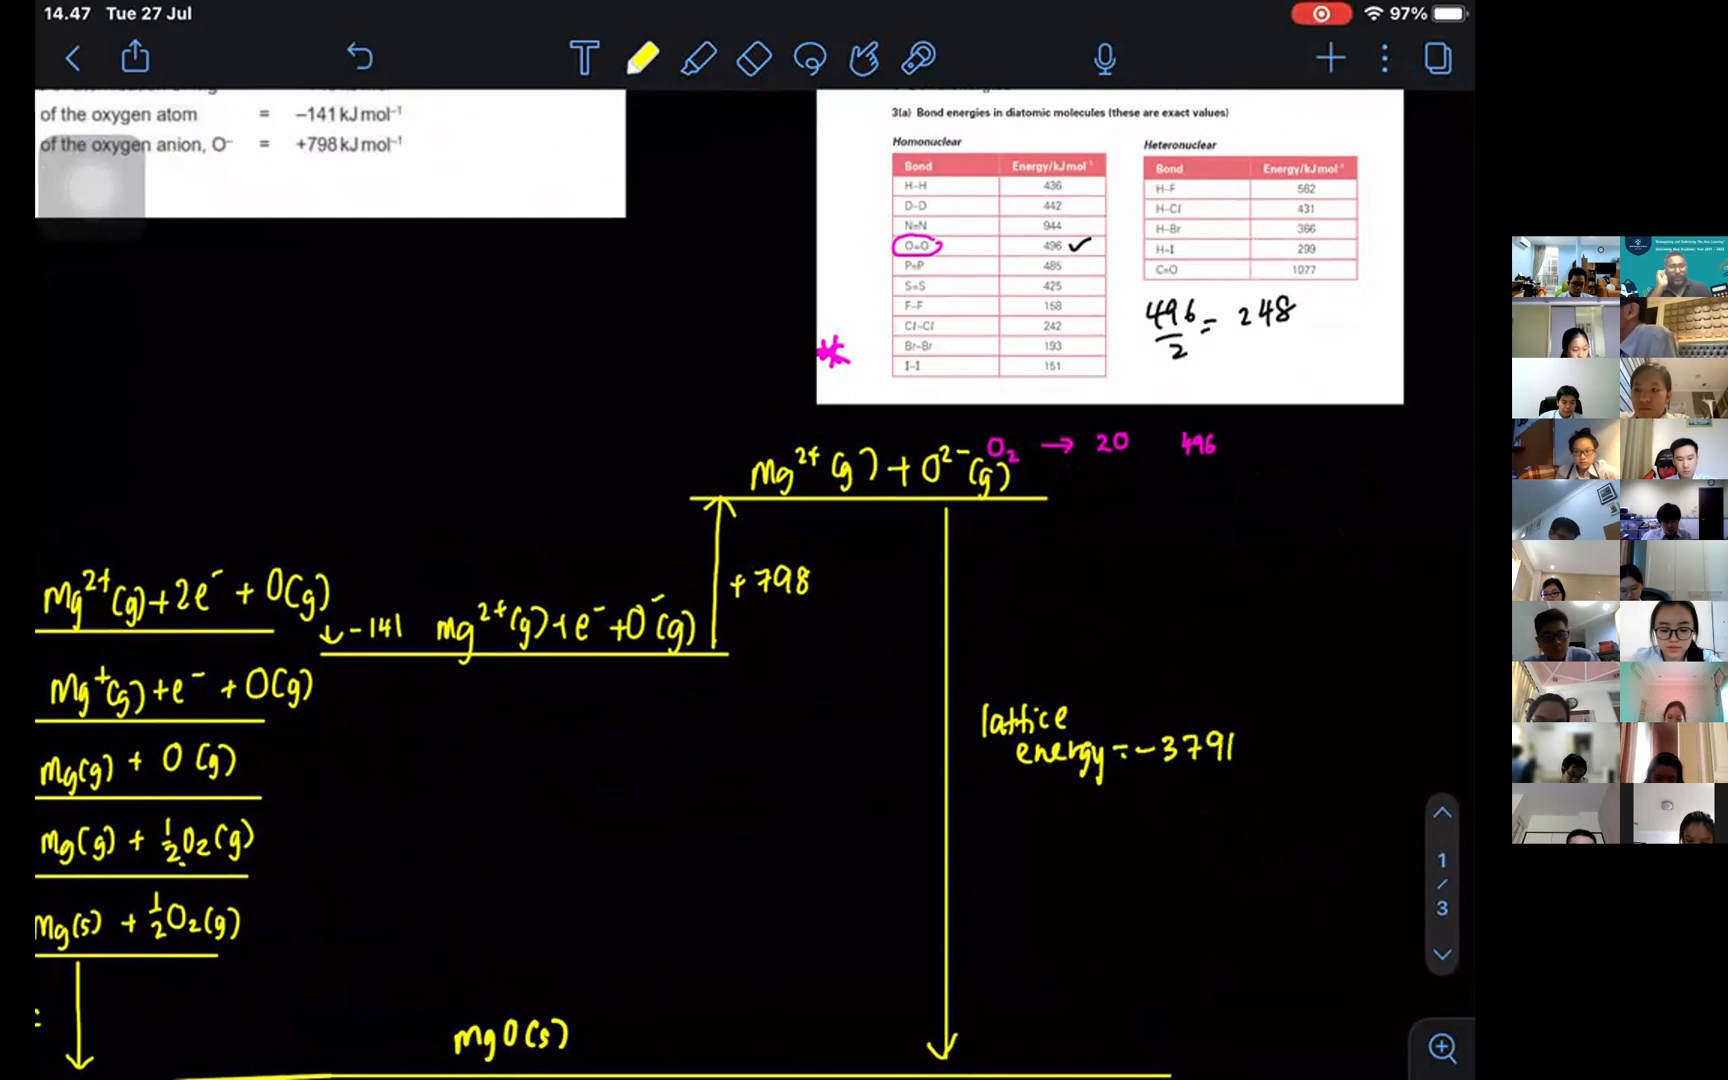 14.47 Tue 27 Jul
97%
of the oxygen atom = –141 kJ mol⁻¹
of the oxygen anion, O⁻ = +798 kJ mol⁻¹
3(a) Bond energies in diatomic molecules (these are exact values)
Homonuclear
Bond Energy/kJ mol⁻¹
H–H 436
D–D 442
N≡N 944
O=O 496 ✓
P≡P 485
S=S 425
F–F 158
Cl–Cl 242
Br–Br 193
I–I 151
Heteronuclear
Bond Energy/kJ mol⁻¹
H–F 562
H–Cl 431
H–Br 366
H–I 299
C≡O 1077
496/2 = 248
O₂ → 2O 496
Mg²⁺(g) + O²⁻(g)
+798
Mg²⁺(g) + 2e⁻ + O(g)
↓ -141 Mg²⁺(g) + e⁻ + O⁻(g)
Mg⁺(g) + e⁻ + O(g)
Mg(g) + O(g)
Mg(g) + ½O₂(g)
Mg(s) + ½O₂(g)
lattice
energy = -3791
MgO(s)
1
/
3